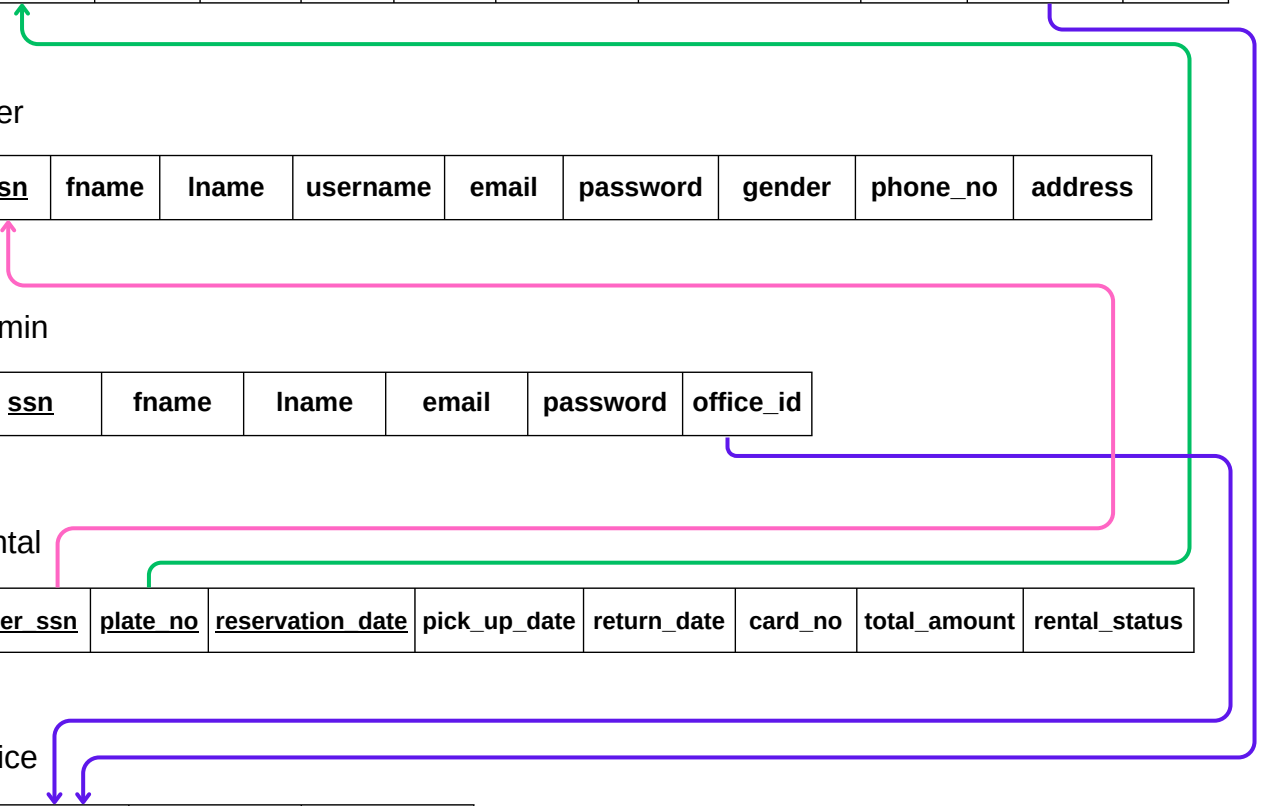 er
sn fname lname username email password gender phone_no address
min
ssn fname lname email password office_id
ntal
er_ssn plate_no reservation_date pick_up_date return_date card_no total_amount rental_status
ice